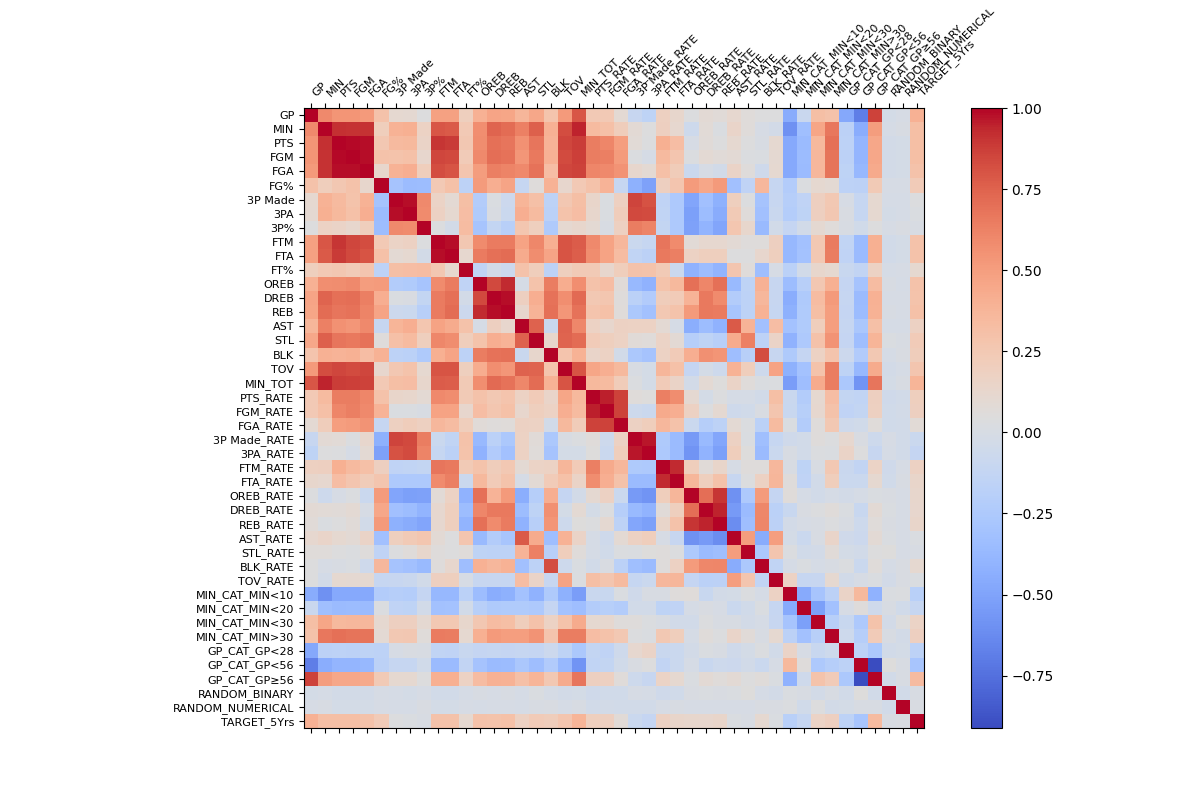 GP
MIN
PTS
FGM
FGA
FG%
3P Made
3PA
3P%
FTM
FTA
FT%
OREB
DREB
REB
AST
STL
BLK
TOV
MIN_TOT
PTS_RATE
FGM_RATE
FGA_RATE
3P Made_RATE
3PA_RATE
FTM_RATE
FTA_RATE
OREB_RATE
DREB_RATE
REB_RATE
AST_RATE
STL_RATE
BLK_RATE
TOV_RATE
MIN_CAT_MIN<10
MIN_CAT_MIN<20
MIN_CAT_MIN<30
MIN_CAT_MIN>30
GP_CAT_GP<28
GP_CAT_GP<56
GP_CAT_GP≥56
RANDOM_BINARY
RANDOM_NUMERICAL
TARGET_5Yrs
GP
MIN
PTS
FGM
FGA
FG%
3P Made
3PA
3P%
FTM
FTA
FT%
OREB
DREB
REB
AST
STL
BLK
TOV
MIN_TOT
PTS_RATE
FGM_RATE
FGA_RATE
3P Made_RATE
3PA_RATE
FTM_RATE
FTA_RATE
OREB_RATE
DREB_RATE
REB_RATE
AST_RATE
STL_RATE
BLK_RATE
TOV_RATE
MIN_CAT_MIN<10
MIN_CAT_MIN<20
MIN_CAT_MIN<30
MIN_CAT_MIN>30
GP_CAT_GP<28
GP_CAT_GP<56
GP_CAT_GP≥56
RANDOM_BINARY
RANDOM_NUMERICAL
TARGET_5Yrs
1.00
0.75
0.50
0.25
0.00
−0.25
−0.50
−0.75